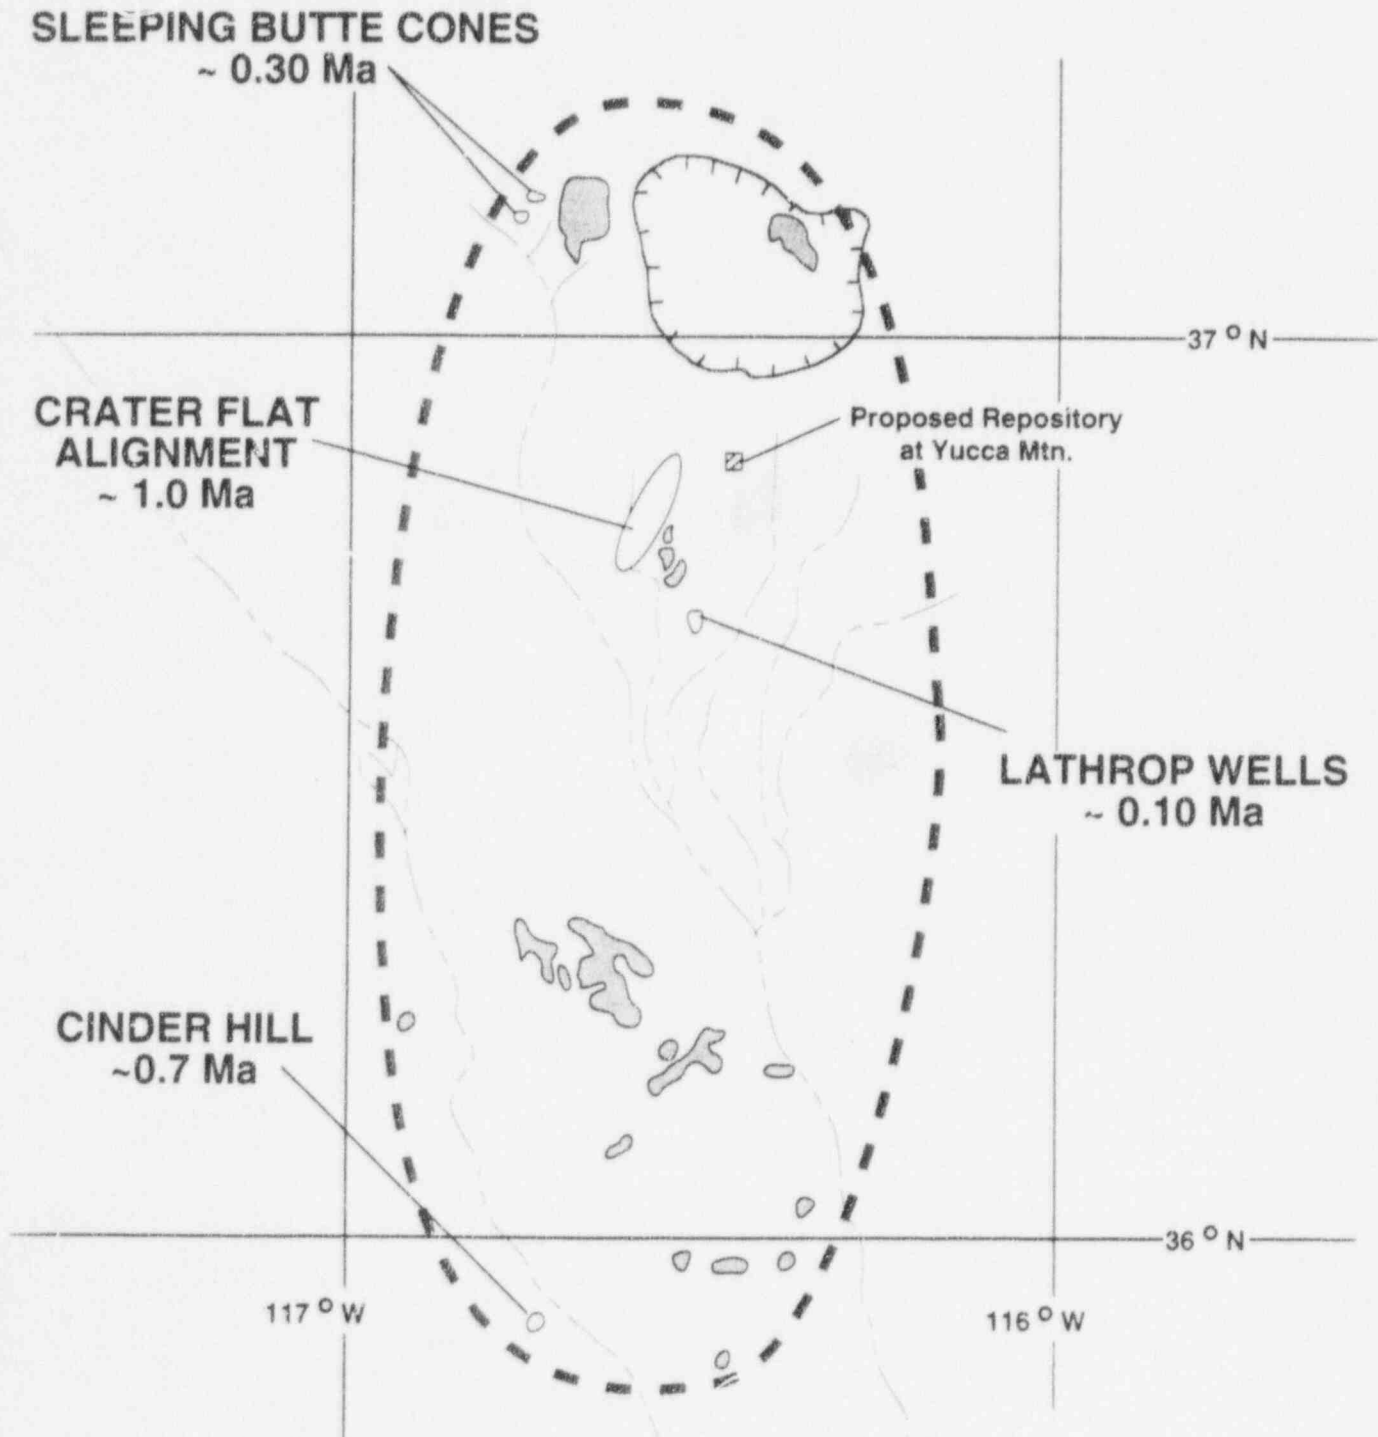 SLEEPING BUTTE CONES
~ 0.30 Ma
37 ° N
CRATER FLAT
ALIGNMENT
~ 1.0 Ma
Proposed Repository
at Yucca Mtn.
LATHROP WELLS
~ 0.10 Ma
CINDER HILL
~0.7 Ma
36 ° N
117 ° W
116 ° W